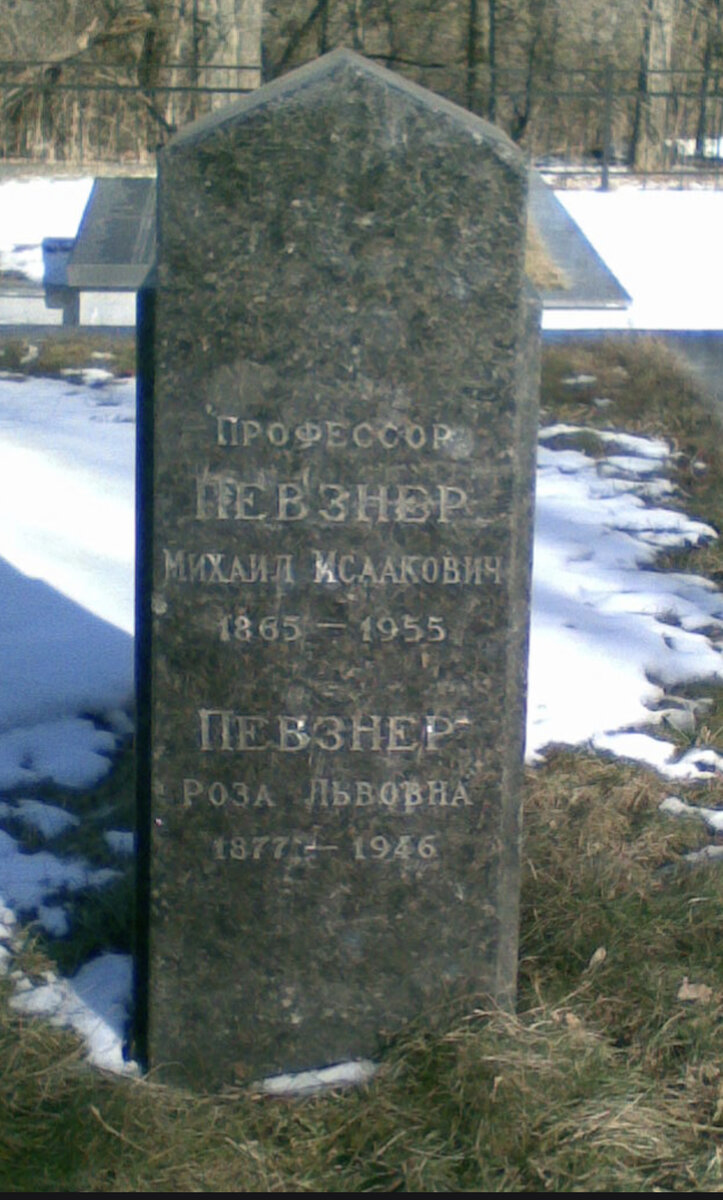 ПРОФЕССОР
ПЕВЗНЕР
МИХАИЛ ИСААКОВИЧ
1865 — 1955
ПЕВЗНЕР
РОЗА ЛЬВОВНА
1877 — 1946